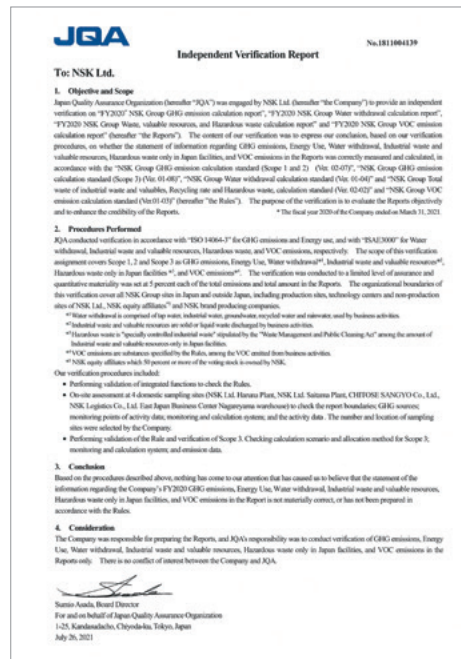 JQA
No.1811004139
Independent Verification Report
To: NSK Ltd.
1. Objective and Scope
Japan Quality Assurance Organization (hereafter "JQA") was engaged by NSK Ltd. (hereafter "the Company") to provide an independent
verification on "FY2020* NSK Group GHG emission calculation report", "FY2020 NSK Group Water withdrawal calculation report",
"FY2020 NSK Group Waste, valuable resources, and Hazardous waste calculation report" and "FY2020 NSK Group VOC emission
calculation report" (hereafter "the Reports"). The content of our verification was to express our conclusion, based on our verification
procedures, on whether the statement of information regarding GHG emissions, Energy Use, Water withdrawal, Industrial waste and
valuable resources, Hazardous waste only in Japan facilities, and VOC emissions in the Reports was correctly measured and calculated, in
accordance with the "NSK Group GHG emission calculation standard (Scope 1 and 2) (Ver. 02-07)", "NSK Group GHG emission
calculation standard (Scope 3) (Ver. 01-08)", "NSK Group Water withdrawal calculation standard (Ver. 01-04)" and "NSK Group Total
waste of industrial waste and valuables, Recycling rate and Hazardous waste, calculation standard (Ver. 02-02)" and "NSK Group VOC
emission calculation standard (Ver.01-03)" (hereafter the Rules). The purpose of the verification is to evaluate the Reports objectively
and to enhance the credibility of the Reports.
* The fiscal year 2020 of the Company ended on March 31, 2021.
2. Procedures Performed
JQA conducted verification in accordance with "ISO 14064-3" for GHG emissions and Energy use, and with "ISAE3000" for Water
withdrawal, Industrial waste and valuable resources, Hazardous waste, and VOC emissions, respectively. The scope of this verification
assignment covers Scope 1, 2 and Scope 3 as GHG emissions, Energy Use, Water withdrawal*1, Industrial waste and valuable resources*2,
Hazardous waste only in Japan facilities *3, and VOC emissions*4. The verification was conducted to a limited level of assurance and
quantitative materiality was set at 5 percent each of the total emissions and total amount in the Reports. The organizational boundaries of
this verification cover all NSK Group sites in Japan and outside Japan, including production sites, technology centers and non-production
sites of NSK Ltd., NSK equity affiliates*5 and NSK brand producing companies.
*1 Water withdrawal is comprised of tap water, industrial water, groundwater, recycled water and rainwater, used by business activities.
*2 Industrial waste and valuable resources are solid or liquid waste discharged by business activities.
*3 Hazardous waste is "specially controlled industrial waste" stipulated by the "Waste Management and Public Cleaning Act" among the amount of
Industrial waste and valuable resources only in Japan facilities.
*4 VOC emissions are substances specified by the Rules, among the VOC emitted from business activities.
*5 NSK equity affiliates which 50 percent or more of the voting stock is owned by NSK.
Our verification procedures included:
• Performing validation of integrated functions to check the Rules.
• On-site assessment at 4 domestic sampling sites (NSK Ltd. Haruna Plant, NSK Ltd. Saitama Plant, CHITOSE SANGYO Co., Ltd.,
NSK Logistics Co., Ltd. East Japan Business Center Nagareyama warehouse) to check the report boundaries; GHG sources;
monitoring points of activity data; monitoring and calculation system; and the activity data. The number and location of sampling
sites were selected by the Company.
• Performing validation of the Rule and verification of Scope 3. Checking calculation scenario and allocation method for Scope 3;
monitoring and calculation system; and emission data.
3. Conclusion
Based on the procedures described above, nothing has come to our attention that has caused us to believe that the statement of the
information regarding the Company's FY2020 GHG emissions, Energy Use, Water withdrawal, Industrial waste and valuable resources,
Hazardous waste only in Japan facilities, and VOC emissions in the Report is not materially correct, or has not been prepared in
accordance with the Rules.
4. Consideration
The Company was responsible for preparing the Reports, and JQA's responsibility was to conduct verification of GHG emissions, Energy
Use, Water withdrawal, Industrial waste and valuable resources, Hazardous waste only in Japan facilities, and VOC emissions in the
Reports only. There is no conflict of interest between the Company and JQA.
Sumio Asada, Board Director
For and on behalf of Japan Quality Assurance Organization
1-25, Kandasudacho, Chiyoda-ku, Tokyo, Japan
July 26, 2021